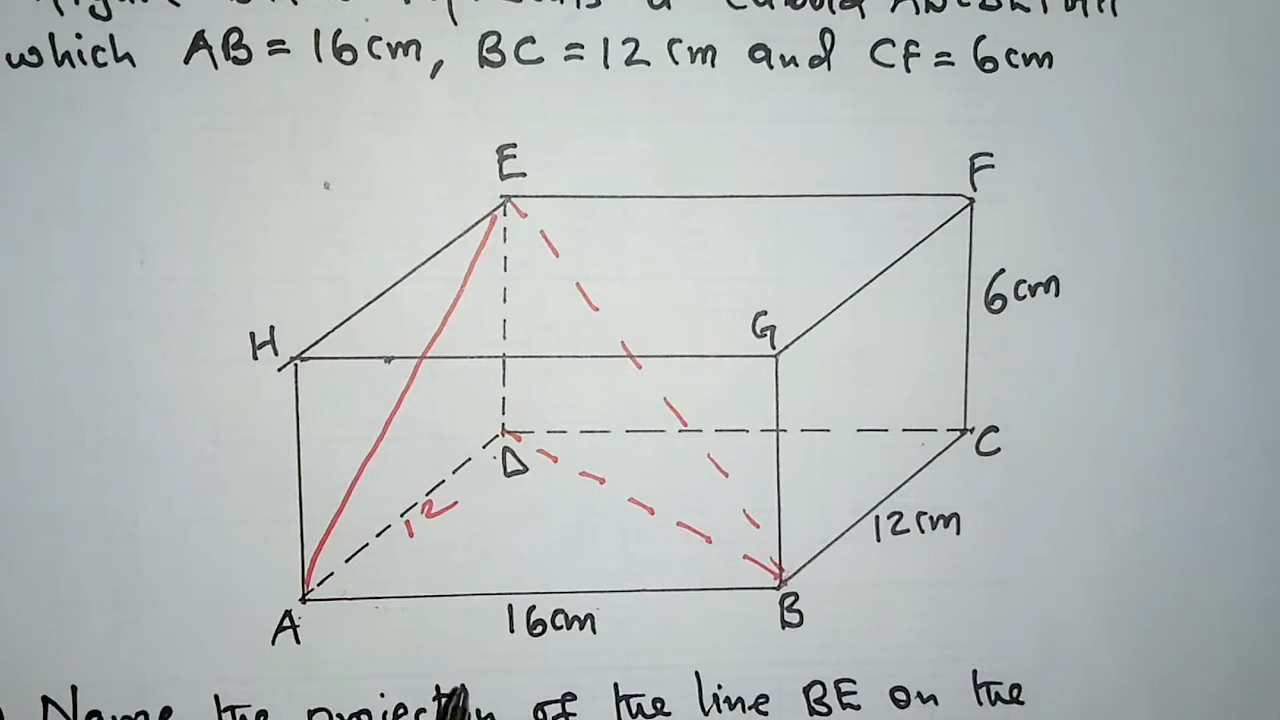 which AB = 16cm, BC = 12cm and CF = 6cm
E
F
6cm
H
G
D
C
12
12cm
A
16cm
B
Name the of the line BE on the